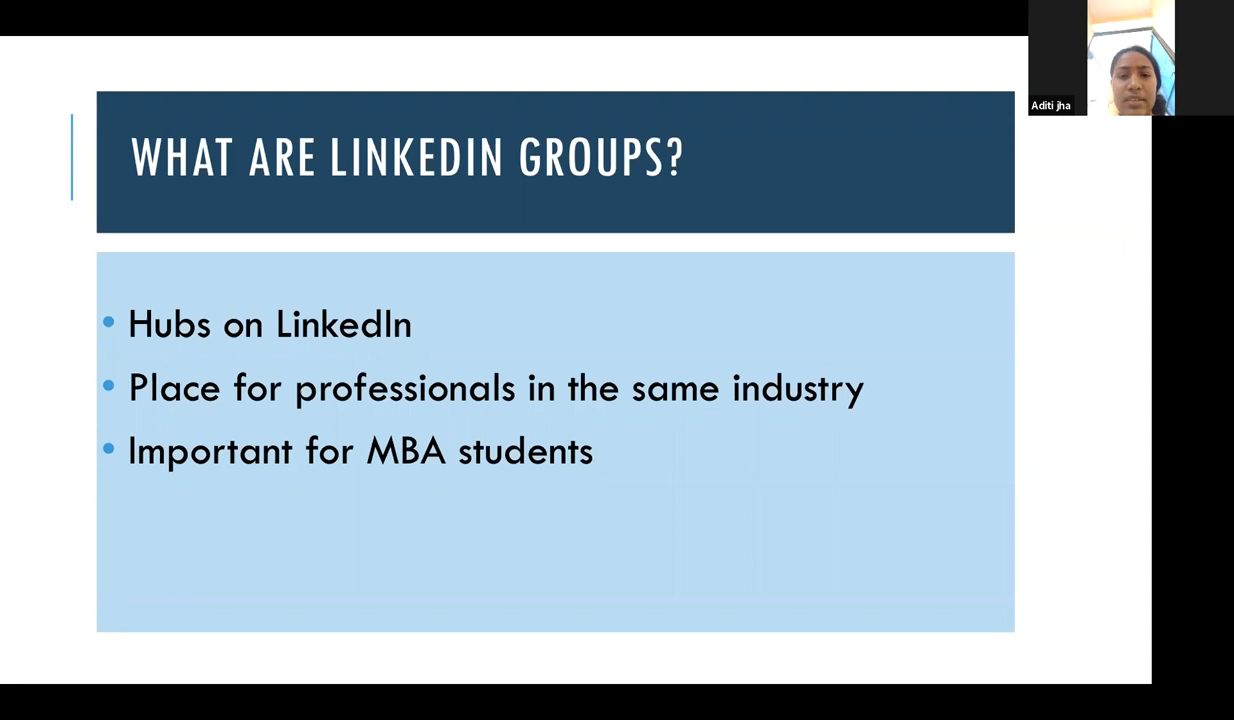 Aditi jha
WHAT ARE LINKEDIN GROUPS?
• Hubs on LinkedIn
• Place for professionals in the same industry
• Important for MBA students